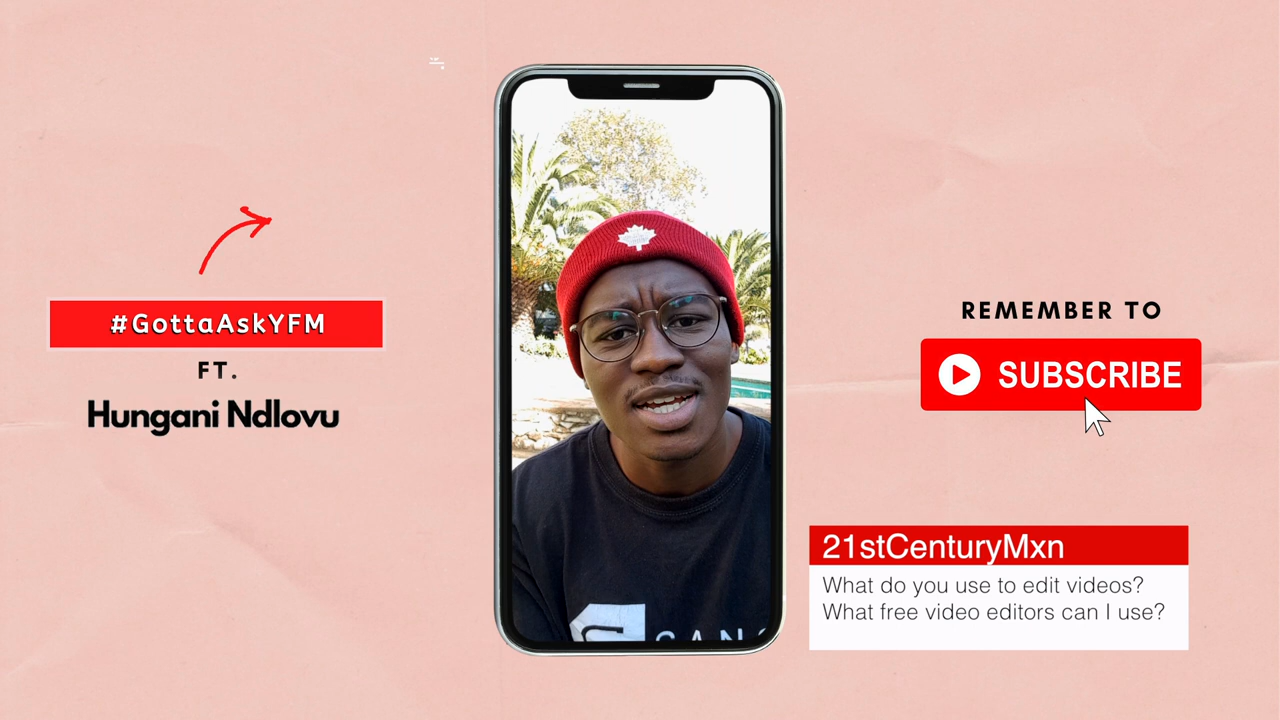 #GottaAskYFM
FT.
Hungani Ndlovu
REMEMBER TO
SUBSCRIBE
21stCenturyMxn
What do you use to edit videos?
What free video editors can I use?